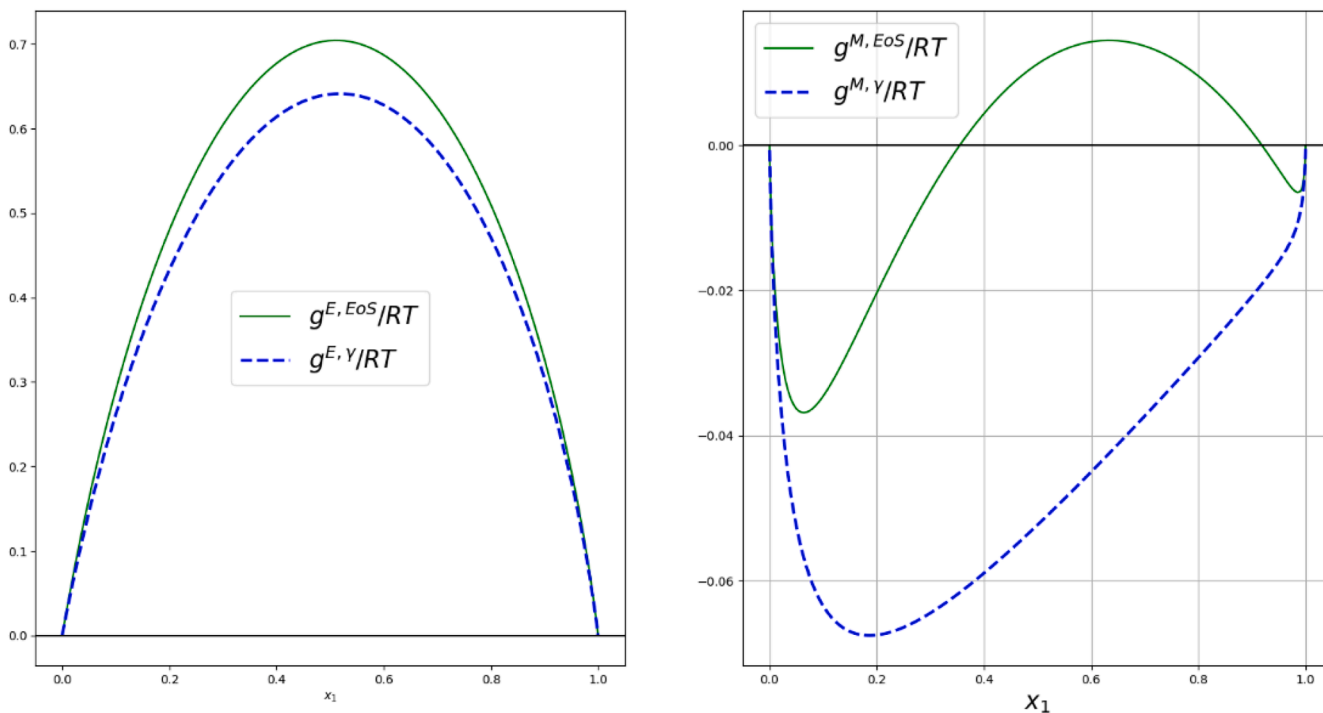 0.7
0.6
0.5
0.4
0.3
0.2
0.1
0.0
g^{E, EoS}/RT
g^{E, γ}/RT
0.0 0.2 0.4 0.6 0.8 1.0
x_1
g^{M, EoS}/RT
g^{M, γ}/RT
0.00
−0.02
−0.04
−0.06
0.0 0.2 0.4 0.6 0.8 1.0
x_1